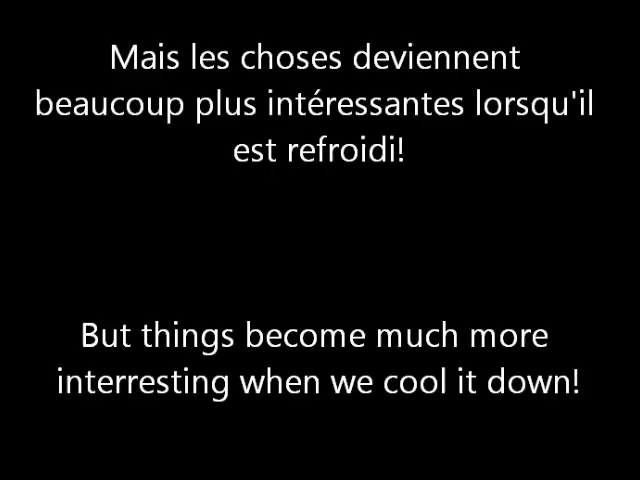 Mais les choses deviennent
beaucoup plus intéressantes lorsqu'il
est refroidi!
But things become much more
interresting when we cool it down!